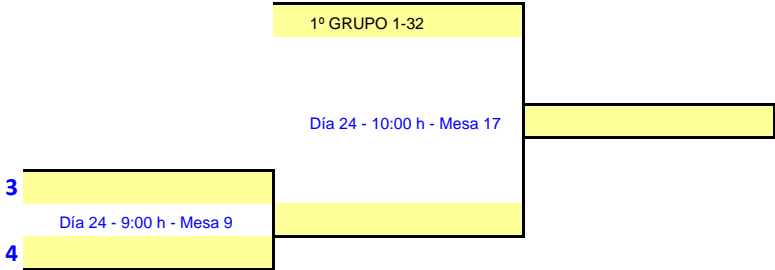 1º GRUPO 1-32
Día 24 - 10:00 h - Mesa 17
3
Día 24 - 9:00 h - Mesa 9
4